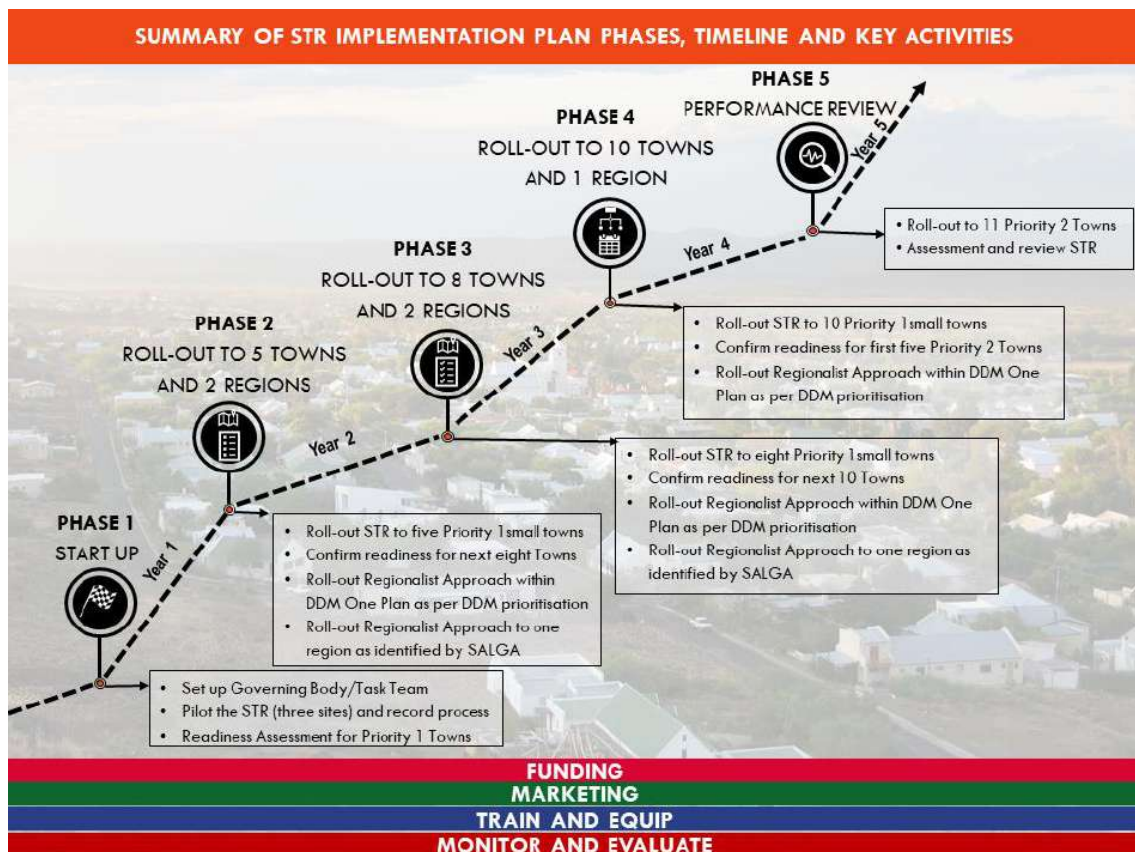 SUMMARY OF STR IMPLEMENTATION PLAN PHASES, TIMELINE AND KEY ACTIVITIES
PHASE 1
START UP
Year 1
• Set up Governing Body/Task Team
• Pilot the STR (three sites) and record process
• Readiness Assessment for Priority 1 Towns
PHASE 2
ROLL-OUT TO 5 TOWNS
AND 2 REGIONS
Year 2
• Roll-out STR to five Priority 1small towns
• Confirm readiness for next eight Towns
• Roll-out Regionalist Approach within
DDM One Plan as per DDM prioritisation
• Roll-out Regionalist Approach to one
region as identified by SALGA
PHASE 3
ROLL-OUT TO 8 TOWNS
AND 2 REGIONS
Year 3
• Roll-out STR to eight Priority 1small towns
• Confirm readiness for next 10 Towns
• Roll-out Regionalist Approach within DDM One
Plan as per DDM prioritisation
• Roll-out Regionalist Approach to one region as
identified by SALGA
PHASE 4
ROLL-OUT TO 10 TOWNS
AND 1 REGION
Year 4
• Roll-out STR to 10 Priority 1small towns
• Confirm readiness for first five Priority 2 Towns
• Roll-out Regionalist Approach within DDM One
Plan as per DDM prioritisation
PHASE 5
PERFORMANCE REVIEW
Year 5
• Roll-out to 11 Priority 2 Towns
• Assessment and review STR
FUNDING
MARKETING
TRAIN AND EQUIP
MONITOR AND EVALUATE